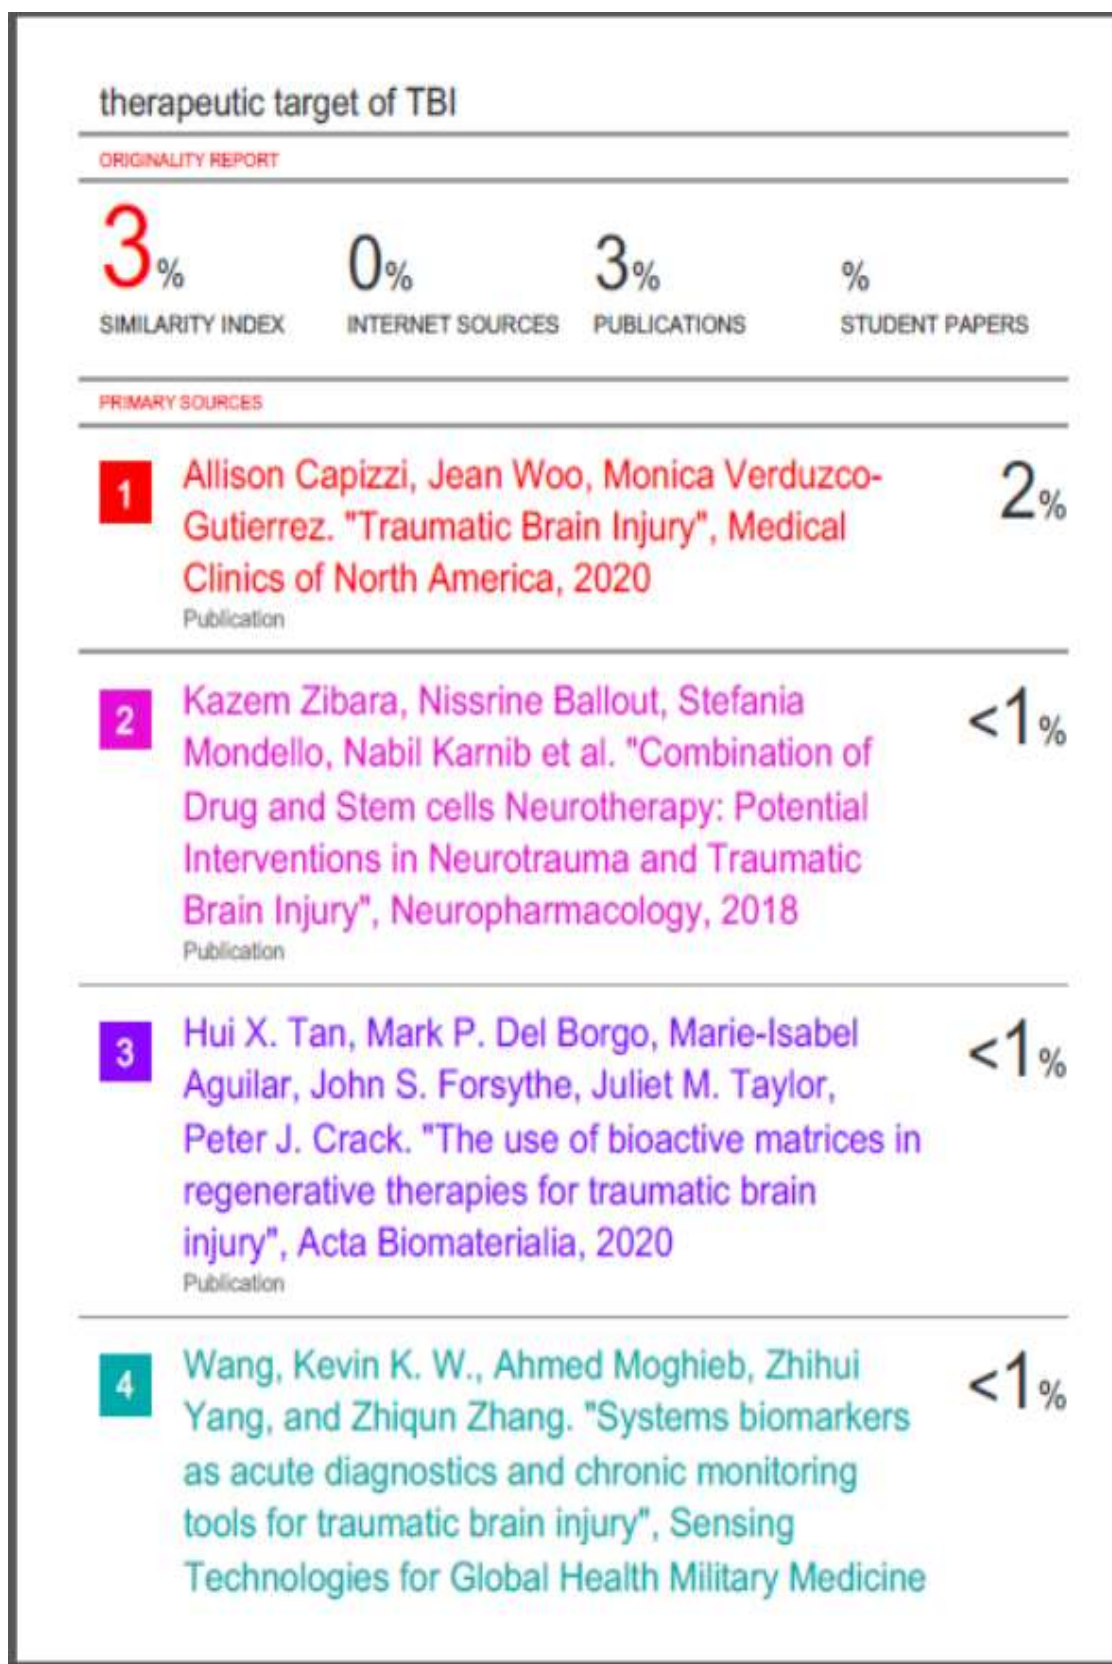 therapeutic target of TBI
ORIGINALITY REPORT
3%
SIMILARITY INDEX
0%
INTERNET SOURCES
3%
PUBLICATIONS
%
STUDENT PAPERS
PRIMARY SOURCES
1
Allison Capizzi, Jean Woo, Monica Verduzco-
Gutierrez. "Traumatic Brain Injury", Medical
Clinics of North America, 2020
Publication
2%
2
Kazem Zibara, Nissrine Ballout, Stefania
Mondello, Nabil Karnib et al. "Combination of
Drug and Stem cells Neurotherapy: Potential
Interventions in Neurotrauma and Traumatic
Brain Injury", Neuropharmacology, 2018
Publication
<1%
3
Hui X. Tan, Mark P. Del Borgo, Marie-Isabel
Aguilar, John S. Forsythe, Juliet M. Taylor,
Peter J. Crack. "The use of bioactive matrices in
regenerative therapies for traumatic brain
injury", Acta Biomaterialia, 2020
Publication
<1%
4
Wang, Kevin K. W., Ahmed Moghieb, Zhihui
Yang, and Zhiqun Zhang. "Systems biomarkers
as acute diagnostics and chronic monitoring
tools for traumatic brain injury", Sensing
Technologies for Global Health Military Medicine
<1%